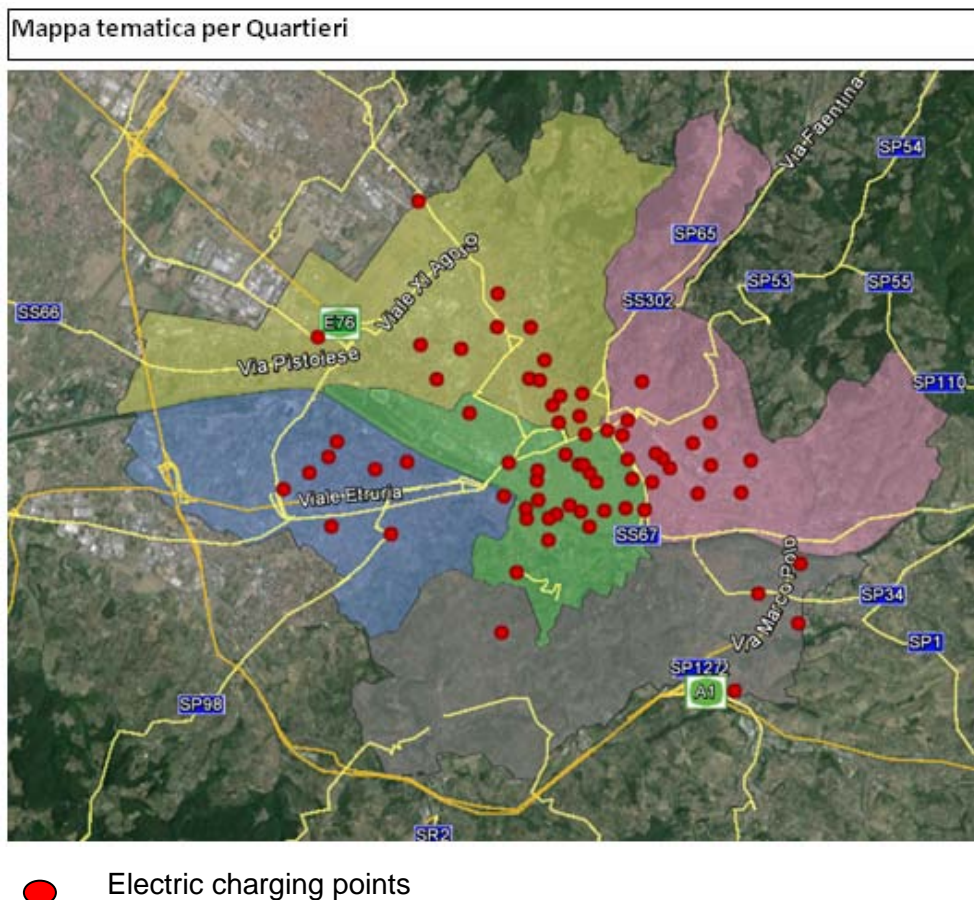 Mappa tematica per Quartieri
Via Faentina
SP54
SP65
Viale XI Agosto
SP53
SP55
SS302
SS66
E76
Via Pistoiese
SP110
Viale Etruria
SS67
Via Marco Polo
SP34
SP1
SP127
A1
SP98
SR2
Electric charging points